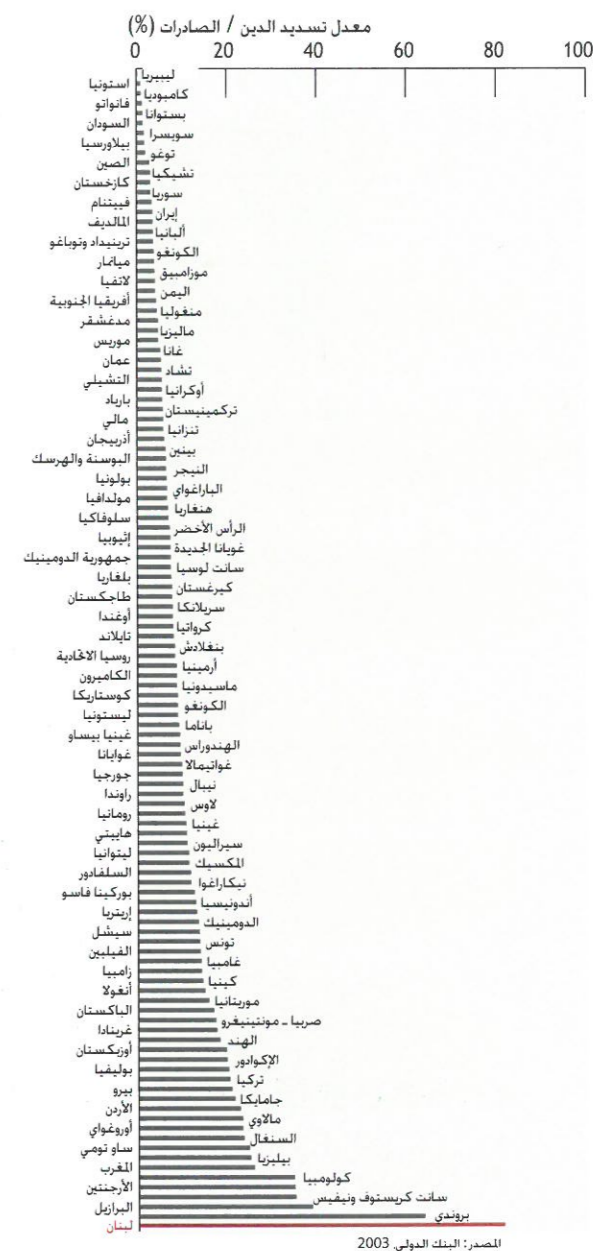 معدل تسديد الدين / الصادرات (%)
0 20 40 60 80 100
ليبيريا
استونيا
كامبوديا
فانواتو
بستوانا
السودان
سويسرا
بيلاورسيا
توغو
الصين
تشيكيا
كازخستان
سوريا
فييتنام
إيران
المالديف
ألبانيا
ترينيداد وتوباغو
الكونغو
ميانمار
موزامبيق
لاتفيا
اليمن
أفريقيا الجنوبية
منغوليا
مدغشقر
ماليزيا
موريس
غانا
عمان
تشاد
التشيلي
أوكرانيا
بارباد
تركمينيستان
مالي
تنزانيا
أذربيجان
بينين
البوسنة والهرسك
النيجر
بولونيا
الباراغواي
مولدافيا
هنغاريا
سلوفاكيا
الرأس الأخضر
إثيوبيا
غويانا الجديدة
جمهورية الدومينيك
سانت لوسيا
بلغاريا
كيرغستان
طاجكستان
سريلانكا
أوغندا
كرواتيا
تايلاند
بنغلادش
روسيا الاتحادية
أرمينيا
الكاميرون
ماسيدونيا
كوستاريكا
الكونغو
ليستونيا
باناما
غينيا بيساو
الهندوراس
غوايانا
غواتيمالا
جورجيا
نيبال
راوندا
لاوس
رومانيا
غينيا
هاييتي
سيراليون
ليتوانيا
المكسيك
السلفادور
نيكاراغوا
بوركينا فاسو
أندونيسيا
إريتريا
الدومينيك
سيشل
تونس
الفيلبين
غامبيا
زامبيا
كينيا
أنغولا
موريتانيا
الباكستان
صربيا ـ مونتينيغرو
غرينادا
الهند
أوزبكستان
الإكوادور
بوليفيا
تركيا
بيرو
جامايكا
الأردن
مالاوي
أوروغواي
السنغال
ساو تومي
بيليزيا
المغرب
كولومبيا
الأرجنتين
سانت كريستوف ونيفيس
البرازيل
بروندي
لبنان
المصدر: البنك الدولي, 2003